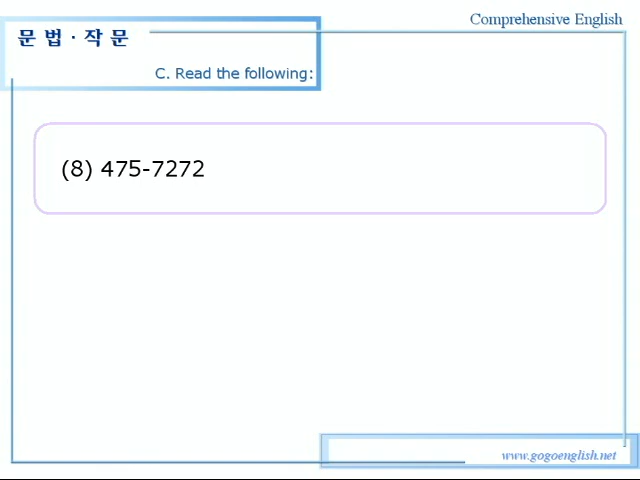 Comprehensive English
문 법 · 작 문
C. Read the following:
(8) 475-7272
www.gogoenglish.net